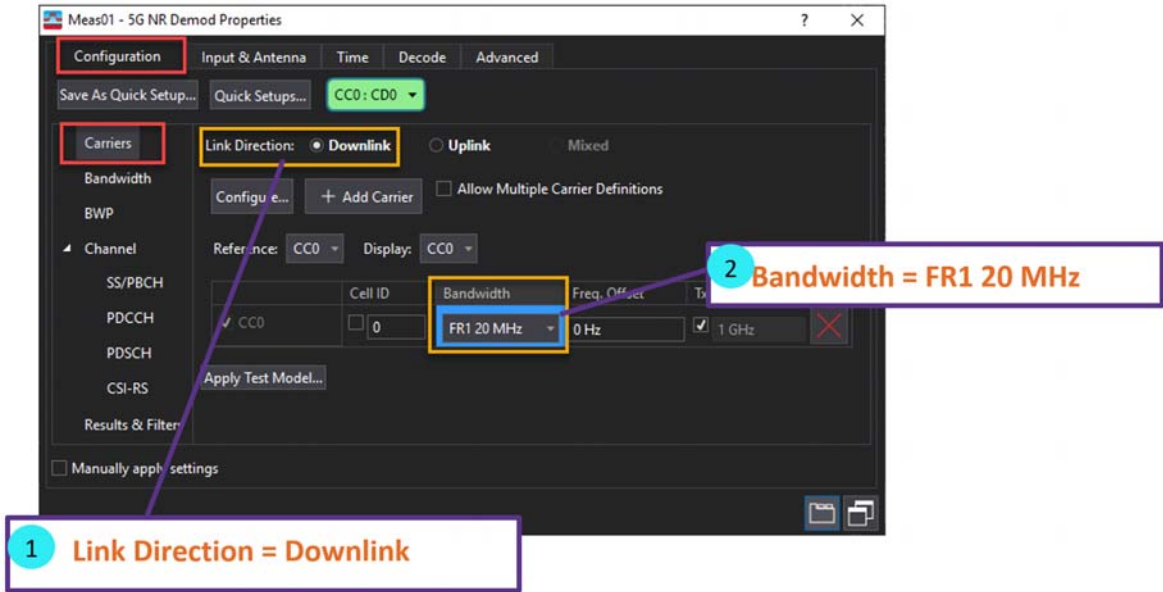 Meas01 - 5G NR Demod Properties
?
Configuration Input & Antenna Time Decode Advanced
Save As Quick Setup... Quick Setups... CC0 : CD0
Carriers
Link Direction: Downlink Uplink Mixed
Bandwidth
Configure... + Add Carrier Allow Multiple Carrier Definitions
BWP
Channel
Reference: CC0 Display: CC0
SS/PBCH
Cell ID Bandwidth Freq. Offset
PDCCH
CC0 0 FR1 20 MHz 0 Hz 1 GHz
PDSCH
CSI-RS
Apply Test Model...
Results & Filters
Manually apply settings
2 Bandwidth = FR1 20 MHz
1 Link Direction = Downlink